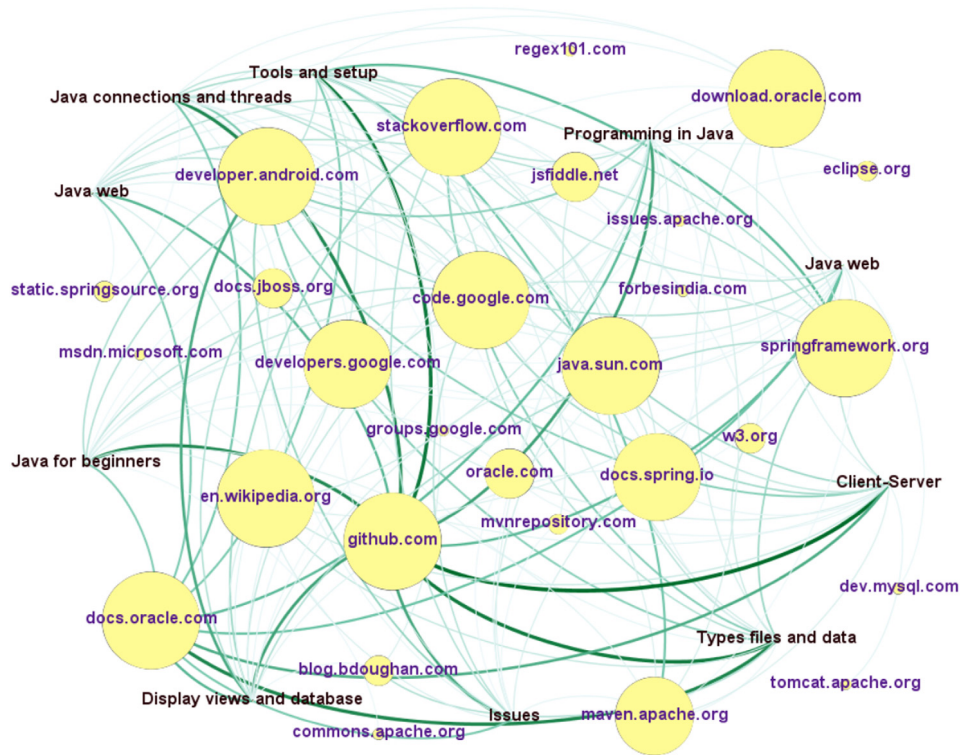 regex101.com
Tools and setup
Java connections and threads
download.oracle.com
stackoverflow.com
Programming in Java
developer.android.com
jsfiddle.net
eclipse.org
Java web
issues.apache.org
Java web
static.springsource.org
docs.jboss.org
code.google.com
forbesindia.com
msdn.microsoft.com
developers.google.com
java.sun.com
springframework.org
groups.google.com
w3.org
Java for beginners
oracle.com
docs.spring.io
Client-Server
en.wikipedia.org
mvnrepository.com
github.com
dev.mysql.com
docs.oracle.com
Types files and data
blog.bdoughan.com
tomcat.apache.org
Display views and database
Issues
maven.apache.org
commons.apache.org